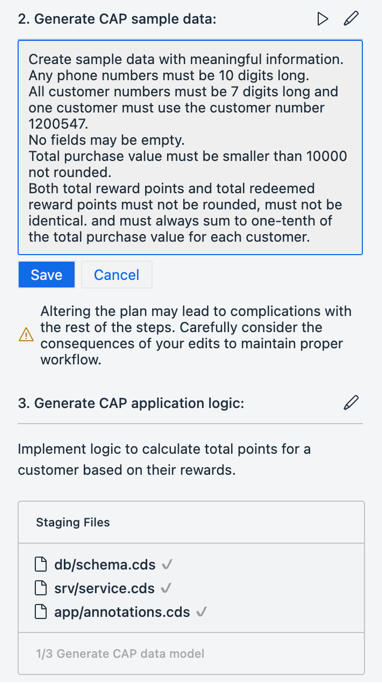 2. Generate CAP sample data:
Create sample data with meaningful information.
Any phone numbers must be 10 digits long.
All customer numbers must be 7 digits long and
one customer must use the customer number
1200547.
No fields may be empty.
Total purchase value must be smaller than 10000
not rounded.
Both total reward points and total redeemed
reward points must not be rounded, must not be
identical. and must always sum to one-tenth of
the total purchase value for each customer.
Save
Cancel
Altering the plan may lead to complications with
the rest of the steps. Carefully consider the
consequences of your edits to maintain proper
workflow.
3. Generate CAP application logic:
Implement logic to calculate total points for a
customer based on their rewards.
Staging Files
db/schema.cds
srv/service.cds
app/annotations.cds
1/3 Generate CAP data model